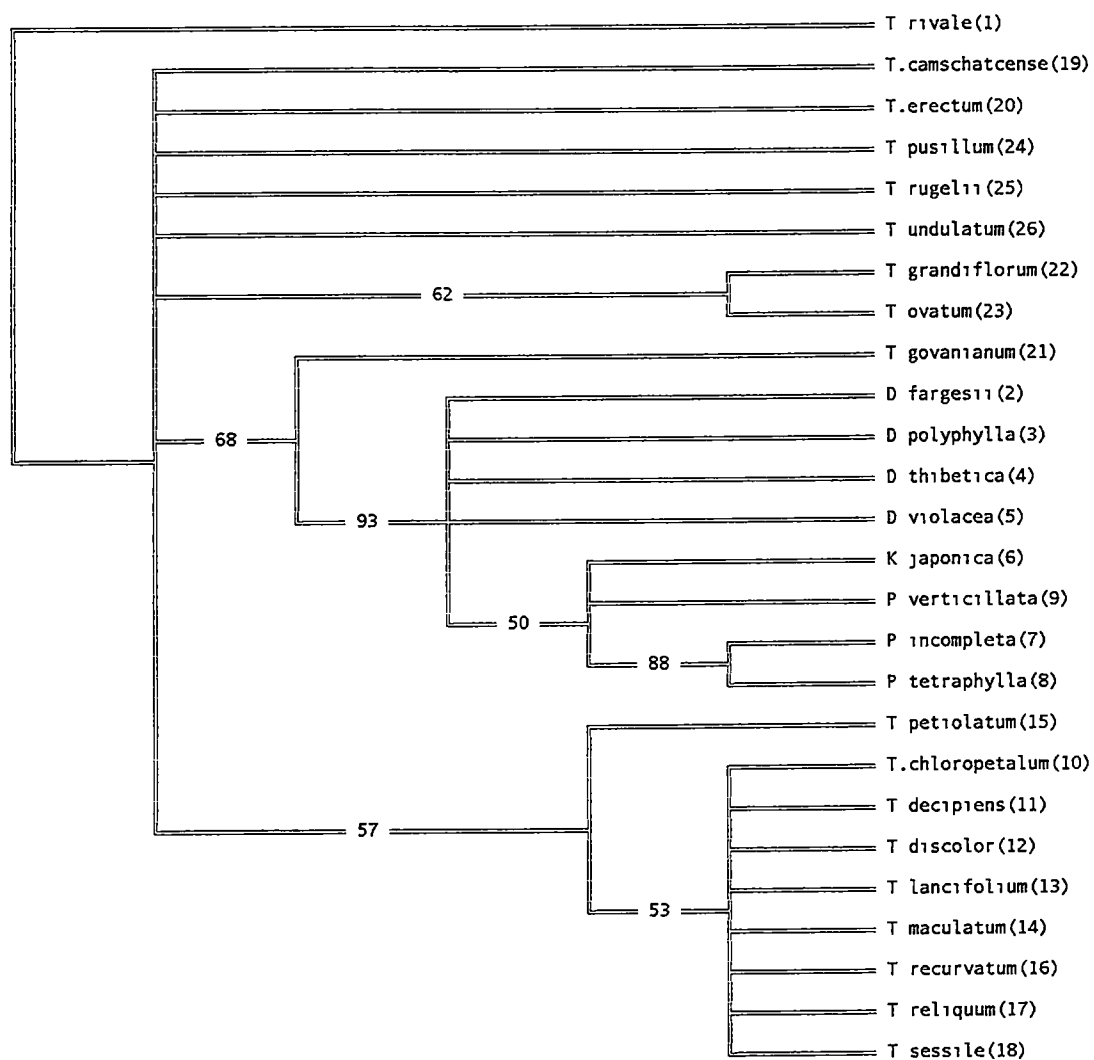 T rivale(1)
T.camschatcense(19)
T.erectum(20)
T pusillum(24)
T rugelii(25)
T undulatum(26)
T grandiflorum(22)
62
T ovatum(23)
T govanianum(21)
D fargesii(2)
68
D polyphylla(3)
D thibetica(4)
93
D violacea(5)
K japonica(6)
P verticillata(9)
50
P incompleta(7)
88
P tetraphylla(8)
T petiolatum(15)
T.chloropetalum(10)
T decipiens(11)
57
T discolor(12)
T lancifolium(13)
53
T maculatum(14)
T recurvatum(16)
T reliquum(17)
T sessile(18)